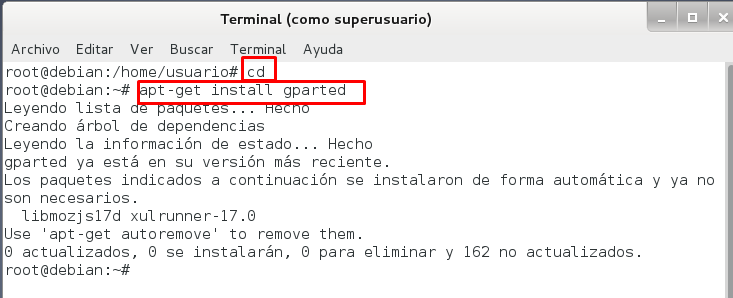 Terminal (como superusuario)
Archivo Editar Ver Buscar Terminal Ayuda
root@debian:/home/usuario# cd
root@debian:~# apt-get install gparted
Leyendo lista de paquetes... Hecho
Creando árbol de dependencias
Leyendo la información de estado... Hecho
gparted ya está en su versión más reciente.
Los paquetes indicados a continuación se instalaron de forma automática y ya no
son necesarios.
  libmozjs17d xulrunner-17.0
Use 'apt-get autoremove' to remove them.
0 actualizados, 0 se instalarán, 0 para eliminar y 162 no actualizados.
root@debian:~#